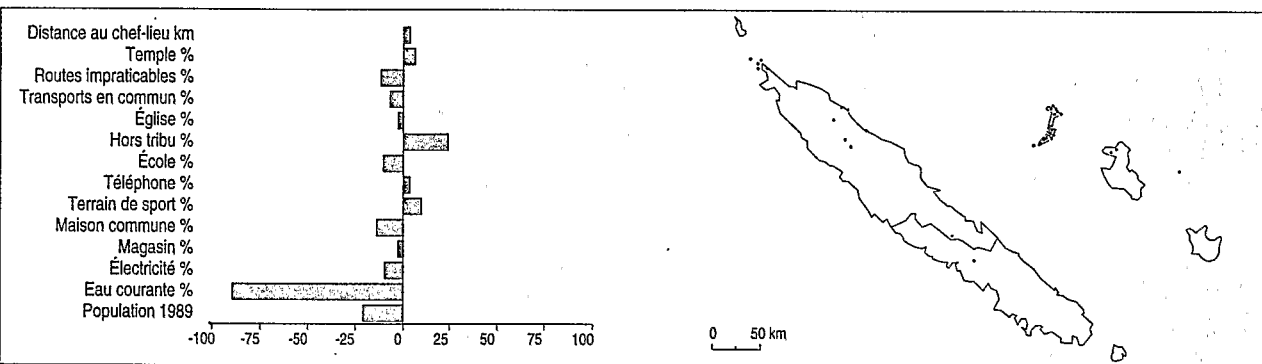 Distance au chef-lieu km
Temple %
Routes impraticables %
Transports en commun %
Église %
Hors tribu %
École %
Téléphone %
Terrain de sport %
Maison commune %
Magasin %
Électricité %
Eau courante %
Population 1989
-100 -75 -50 -25 0 25 50 75 100
0 50 km